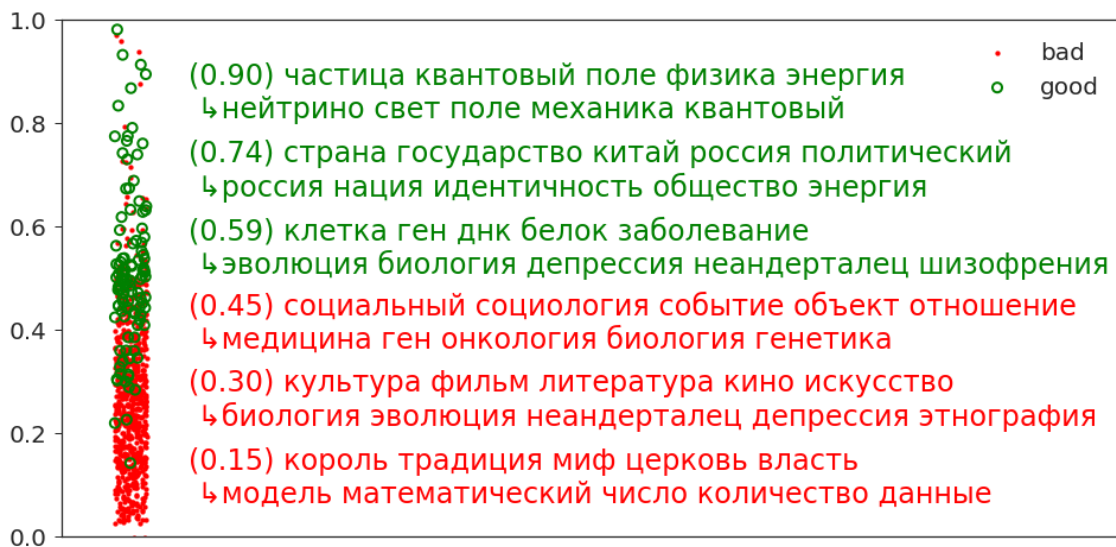 1.0
bad
good
(0.90) частица квантовый поле физика энергия
↳нейтрино свет поле механика квантовый
0.8
(0.74) страна государство китай россия политический
↳россия нация идентичность общество энергия
0.6
(0.59) клетка ген днк белок заболевание
↳эволюция биология депрессия неандерталец шизофрения
(0.45) социальный социология событие объект отношение
0.4
↳медицина ген онкология биология генетика
(0.30) культура фильм литература кино искусство
↳биология эволюция неандерталец депрессия этнография
0.2
(0.15) король традиция миф церковь власть
↳модель математический число количество данные
0.0